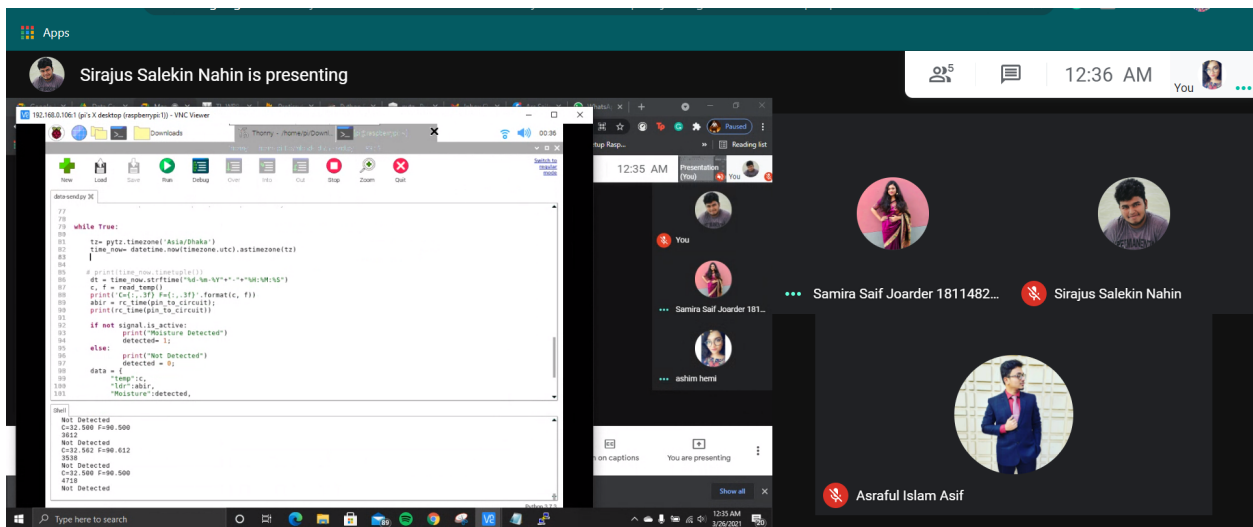 Apps
Sirajus Salekin Nahin is presenting
5
12:36 AM
You
192.168.0.106:1 (pi's X desktop (raspberrypi:1)) - VNC Viewer
WhatsA
Downloads
Thonny - /home/pi/Downl...
00:36
Paused
Reading list
New
Load
Save
Run
Debug
Over
Into
Out
Stop
Zoom
Quit
Switch to
regular
mode
12:35 AM
Presentation
(You)
You
data-send.py
77
78
79 while True:
80
81 tz= pytz.timezone('Asia/Dhaka')
82 time_now= datetime.now(timezone.utc).astimezone(tz)
83
84
85 # print(time_now.timetuple())
86 dt = time_now.strftime("%d-%m-%Y"+"-"+"%H:%M:%S")
87 c, f = read_temp()
88 print('C={:,.3f} F={:,.3f}'.format(c, f))
89 abir = rc_time(pin_to_circuit);
90 print(rc_time(pin_to_circuit))
91
92 if not signal.is_active:
93 print("Moisture Detected")
94 detected= 1;
95 else:
96 print("Not Detected")
97 detected = 0;
98 data = {
99 "temp":c,
100 "ldr":abir,
101 "Moisture":detected,
You
Samira Saif Joarder 181...
ashim hemi
Samira Saif Joarder 1811482...
Sirajus Salekin Nahin
Asraful Islam Asif
Shell
Not Detected
C=32.500 F=90.500
3612
Not Detected
C=32.562 F=90.612
3538
Not Detected
C=32.500 F=90.500
4718
Not Detected
Python 3.7.3
n on captions
You are presenting
Show all
Type here to search
89
12:35 AM
3/26/2021
20